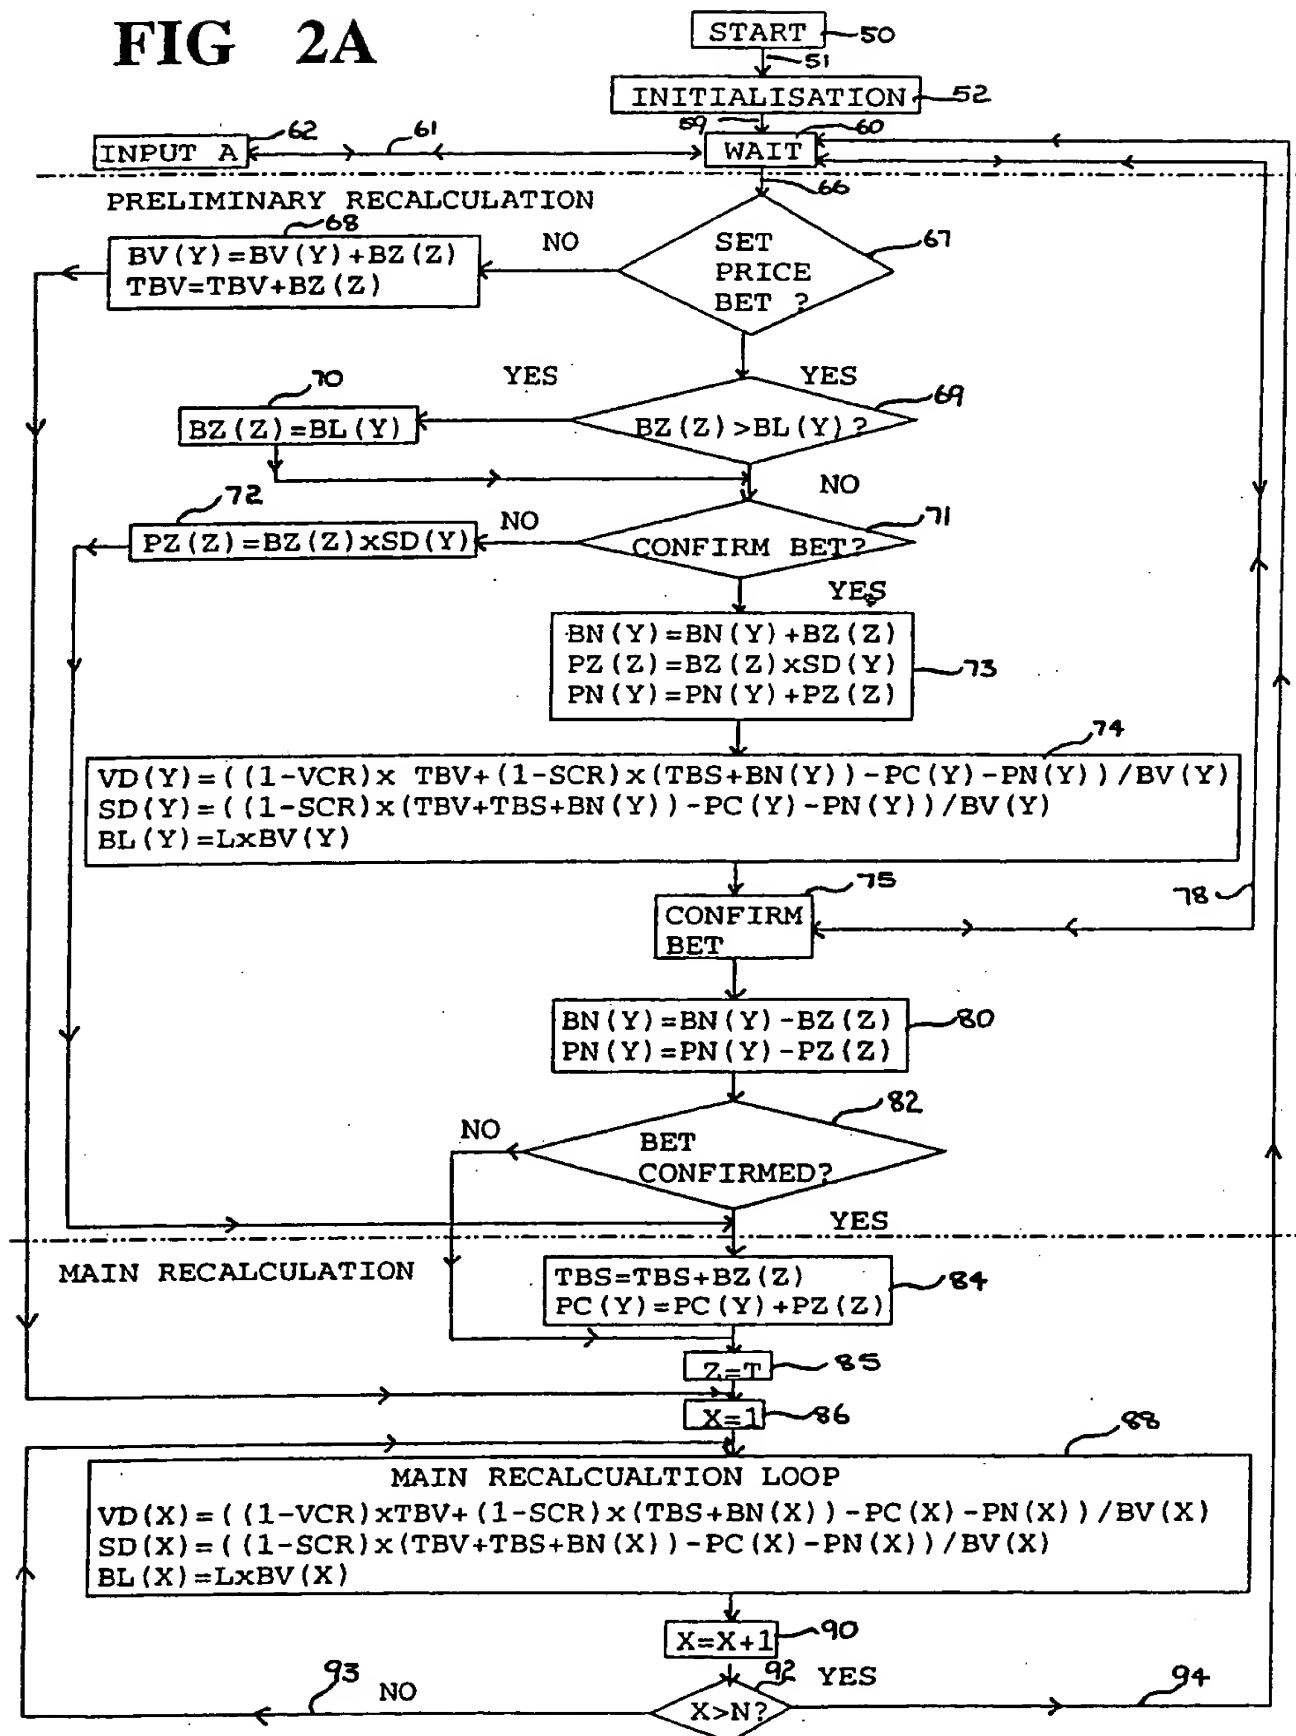 FIG 2A
START 50
51
INITIALISATION 52
59 60
62 61
INPUT A WAIT
66
PRELIMINARY RECALCULATION
68
NO
67
SET
PRICE
BET ?
BV(Y)=BV(Y)+BZ(Z)
TBV=TBV+BZ(Z)
YES YES
70
69
BZ(Z)=BL(Y)
BZ(Z)>BL(Y)?
NO
72
NO
71
PZ(Z)=BZ(Z)xSD(Y)
CONFIRM BET?
YES
BN(Y)=BN(Y)+BZ(Z)
PZ(Z)=BZ(Z)xSD(Y)
PN(Y)=PN(Y)+PZ(Z)
73
74
VD(Y)=((1-VCR)x TBV+(1-SCR)x(TBS+BN(Y))-PC(Y)-PN(Y))/BV(Y)
SD(Y)=((1-SCR)x(TBV+TBS+BN(Y))-PC(Y)-PN(Y))/BV(Y)
BL(Y)=LxBV(Y)
75
78
CONFIRM
BET
BN(Y)=BN(Y)-BZ(Z)
PN(Y)=PN(Y)-PZ(Z)
80
82
NO
BET
CONFIRMED?
YES
MAIN RECALCULATION
TBS=TBS+BZ(Z)
PC(Y)=PC(Y)+PZ(Z)
84
Z=T 85
X=1 86
88
MAIN RECALCUALTION LOOP
VD(X)=((1-VCR)xTBV+(1-SCR)x(TBS+BN(X))-PC(X)-PN(X))/BV(X)
SD(X)=((1-SCR)x(TBV+TBS+BN(X))-PC(X)-PN(X))/BV(X)
BL(X)=LxBV(X)
X=X+1 90
93 NO 92 YES 94
X>N?